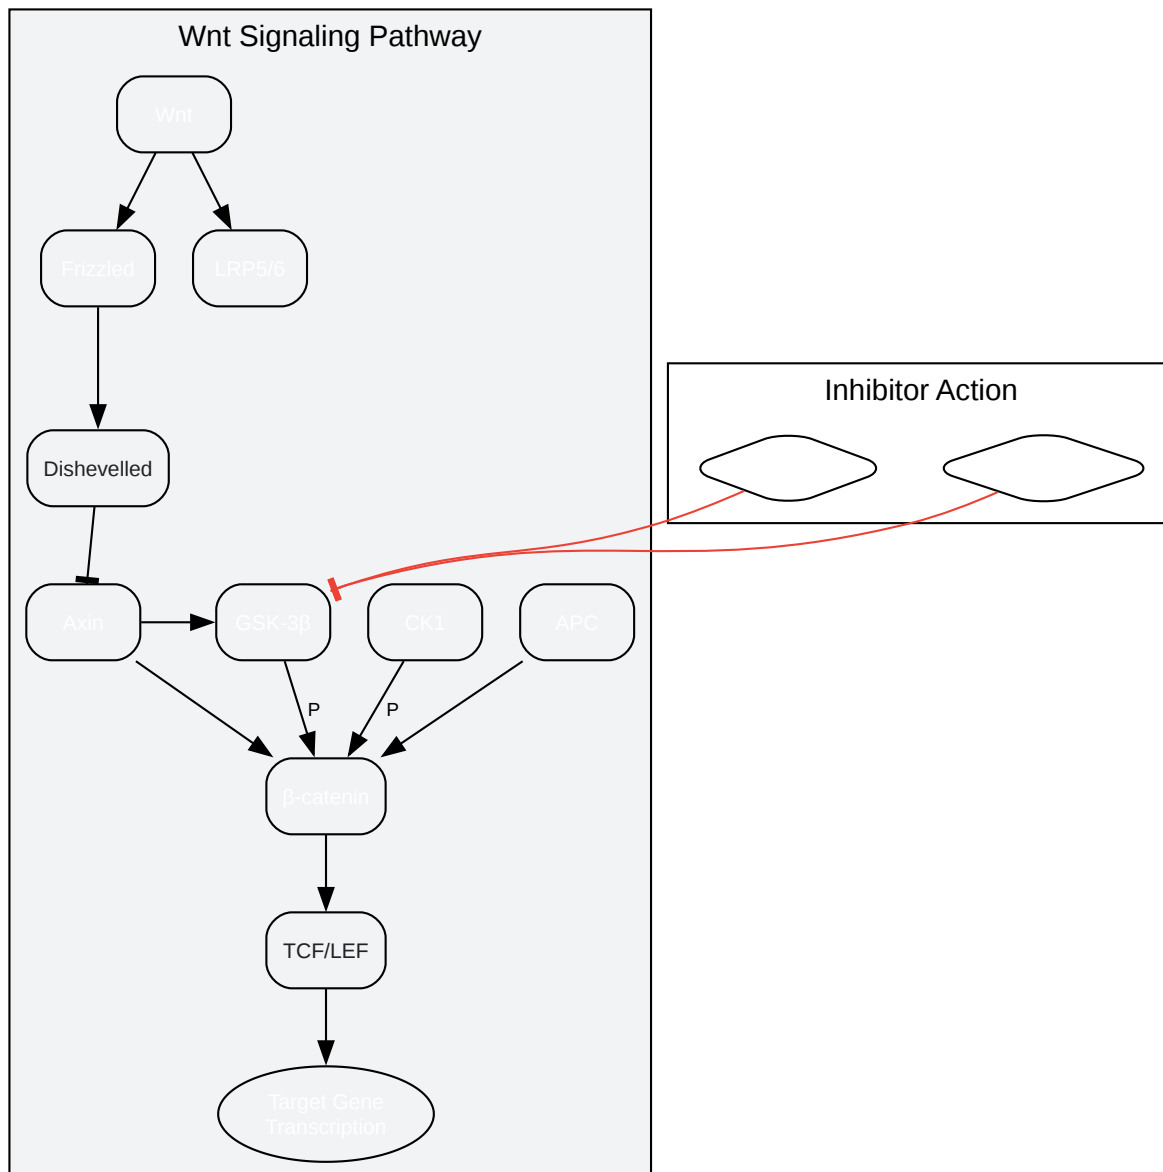 Wnt Signaling Pathway
Wnt
Frizzled
LRP5/6
Inhibitor Action
Dishevelled
Axin
GSK-3β
CK1
APC
P
P
β-catenin
TCF/LEF
Target Gene
Transcription